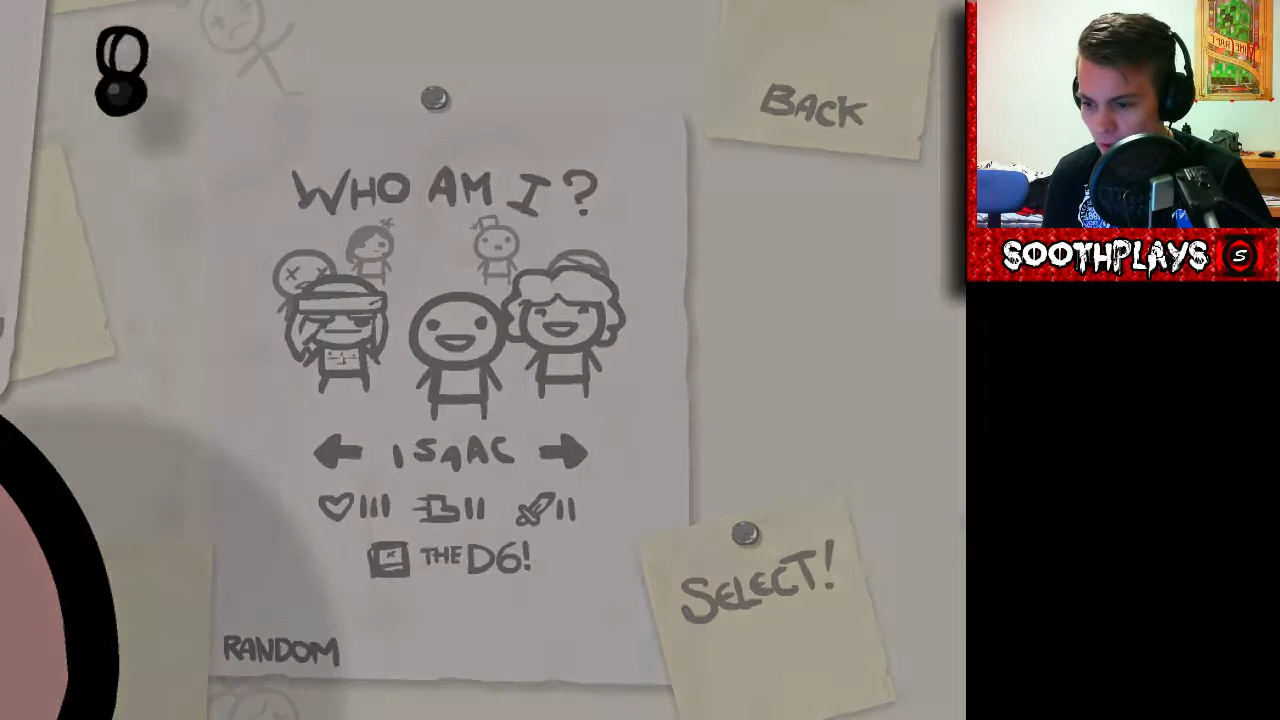 BACK
WHO AM I?
ISAAC
THE D6!
SELECT!
RANDOM
SOOTHPLAYS S